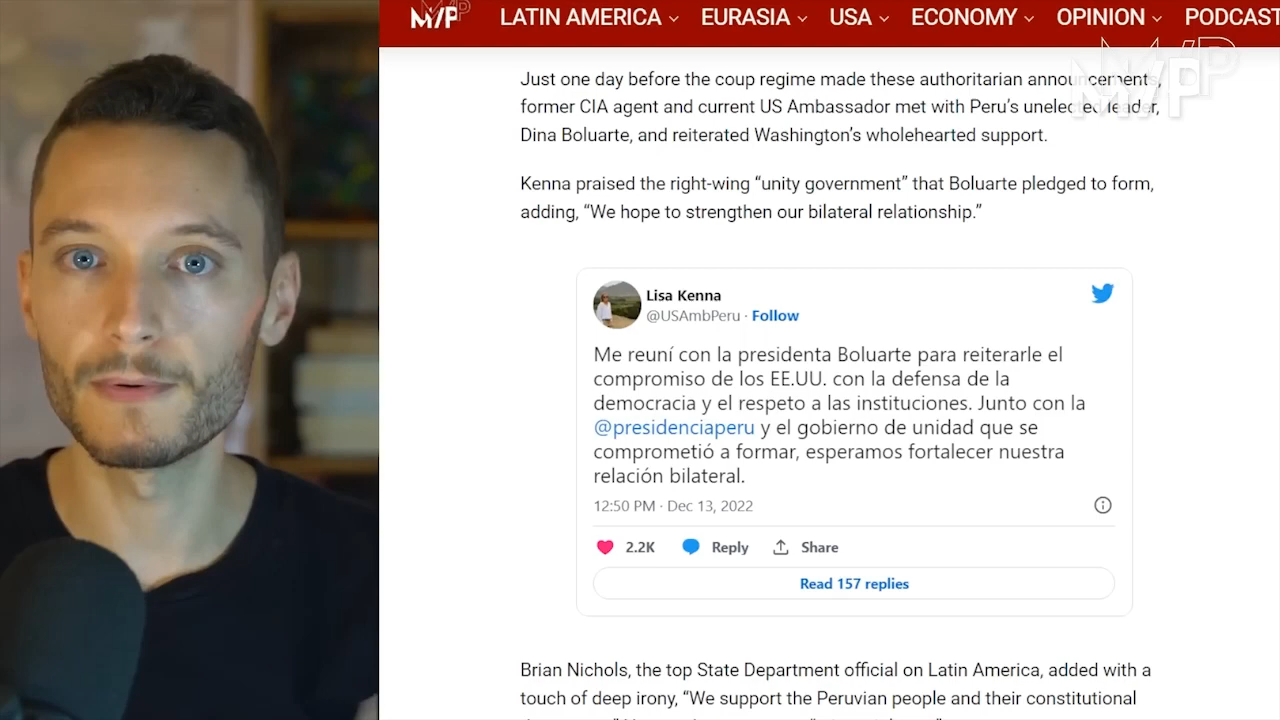 LATIN AMERICA EURASIA USA ECONOMY OPINION PODCAST
Just one day before the coup regime made these authoritarian announcements,
former CIA agent and current US Ambassador met with Peru’s unelected leader,
Dina Boluarte, and reiterated Washington’s wholehearted support.
Kenna praised the right-wing “unity government” that Boluarte pledged to form,
adding, “We hope to strengthen our bilateral relationship.”
Lisa Kenna
@USAmbPeru · Follow
Me reuní con la presidenta Boluarte para reiterarle el
compromiso de los EE.UU. con la defensa de la
democracia y el respeto a las instituciones. Junto con la
@presidenciaperu y el gobierno de unidad que se
comprometió a formar, esperamos fortalecer nuestra
relación bilateral.
12:50 PM · Dec 13, 2022
2.2K Reply Share
Read 157 replies
Brian Nichols, the top State Department official on Latin America, added with a
touch of deep irony, “We support the Peruvian people and their constitutional